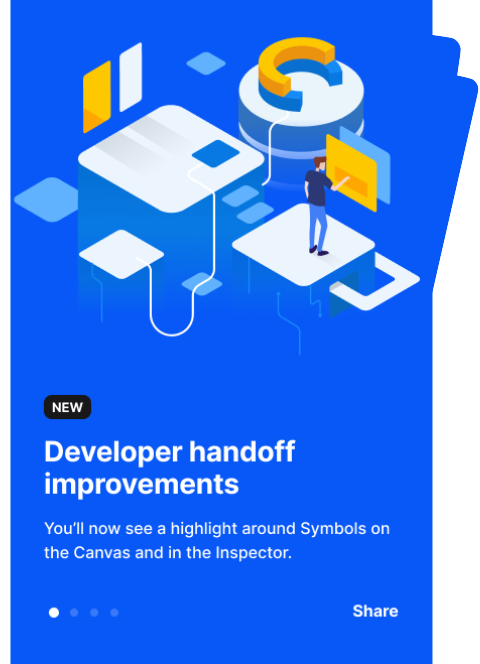 NEW
Developer handoff
improvements
You’ll now see a highlight around Symbols on
the Canvas and in the Inspector.
Share